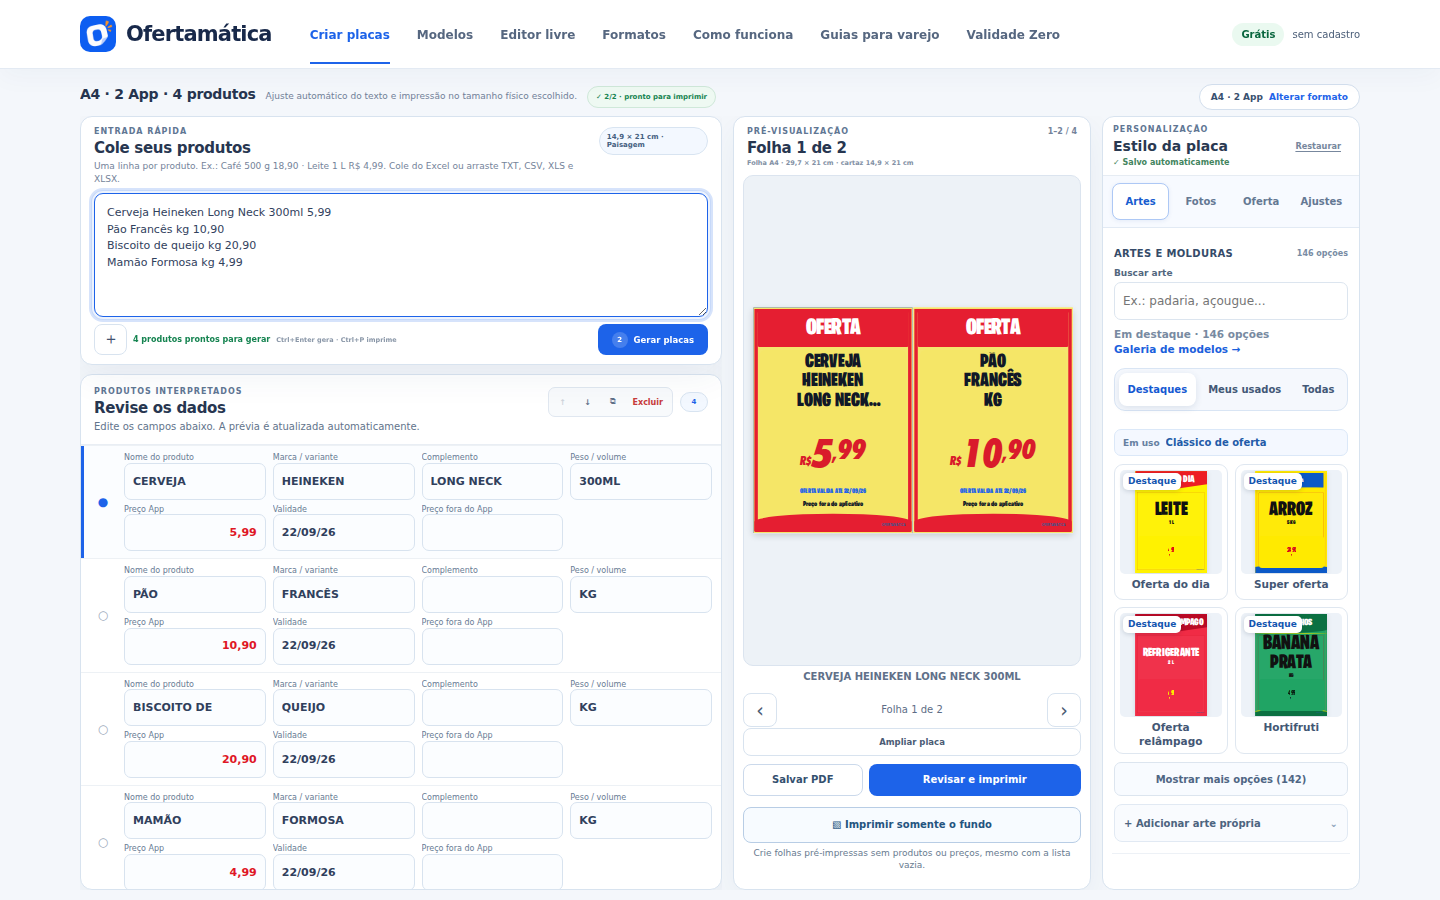 Ofertamática
Criar placas
Modelos
Editor livre
Formatos
Como funciona
Guias para varejo
Validade Zero
Grátis
sem cadastro
A4 · 2 App · 4 produtos
Ajuste automático do texto e impressão no tamanho físico escolhido.
✓ 2/2 · pronto para imprimir
A4 · 2 App Alterar formato
ENTRADA RÁPIDA
Cole seus produtos
Uma linha por produto. Ex.: Café 500 g 18,90 · Leite 1 L R$ 4,99. Cole do Excel ou arraste TXT, CSV, XLS e
XLSX.
14,9 × 21 cm ·
Paisagem
Cerveja Heineken Long Neck 300ml 5,99
Pão Francês kg 10,90
Biscoito de queijo kg 20,90
Mamão Formosa kg 4,99
+
4 produtos prontos para gerar
Ctrl+Enter gera · Ctrl+P imprime
2 Gerar placas
PRODUTOS INTERPRETADOS
Revise os dados
Edite os campos abaixo. A prévia é atualizada automaticamente.
↑ ↓ ⧉ Excluir
4
Nome do produto Marca / variante Complemento Peso / volume
CERVEJA HEINEKEN LONG NECK 300ML
Preço App Validade Preço fora do App
5,99 22/09/26
Nome do produto Marca / variante Complemento Peso / volume
PÃO FRANCÊS KG
Preço App Validade Preço fora do App
10,90 22/09/26
Nome do produto Marca / variante Complemento Peso / volume
BISCOITO DE QUEIJO KG
Preço App Validade Preço fora do App
20,90 22/09/26
Nome do produto Marca / variante Complemento Peso / volume
MAMÃO FORMOSA KG
Preço App Validade Preço fora do App
4,99 22/09/26
PRÉ-VISUALIZAÇÃO
1–2 / 4
Folha 1 de 2
Folha A4 · 29,7 × 21 cm · cartaz 14,9 × 21 cm
OFERTA
CERVEJA
HEINEKEN
LONG NECK...
R$5,99
OFERTA VÁLIDA ATÉ 22/09/26
Preço fora do aplicativo
OFERTA
PÃO
FRANCÊS
KG
R$10,90
OFERTA VÁLIDA ATÉ 22/09/26
Preço fora do aplicativo
CERVEJA HEINEKEN LONG NECK 300ML
‹
Folha 1 de 2
›
Ampliar placa
Salvar PDF
Revisar e imprimir
▧ Imprimir somente o fundo
Crie folhas pré-impressas sem produtos ou preços, mesmo com a lista
vazia.
PERSONALIZAÇÃO
Estilo da placa
Restaurar
✓ Salvo automaticamente
Artes
Fotos
Oferta
Ajustes
ARTES E MOLDURAS
146 opções
Buscar arte
Ex.: padaria, açougue...
Em destaque · 146 opções
Galeria de modelos →
Destaques
Meus usados
Todas
Em uso Clássico de oferta
Destaque
DIA
LEITE
1 L
Oferta do dia
Destaque
ARROZ
5 KG
Super oferta
Destaque
REFRIGERANTE
2 L
Oferta
relâmpago
Destaque
BANANA
PRATA
Hortifruti
Mostrar mais opções (142)
+ Adicionar arte própria